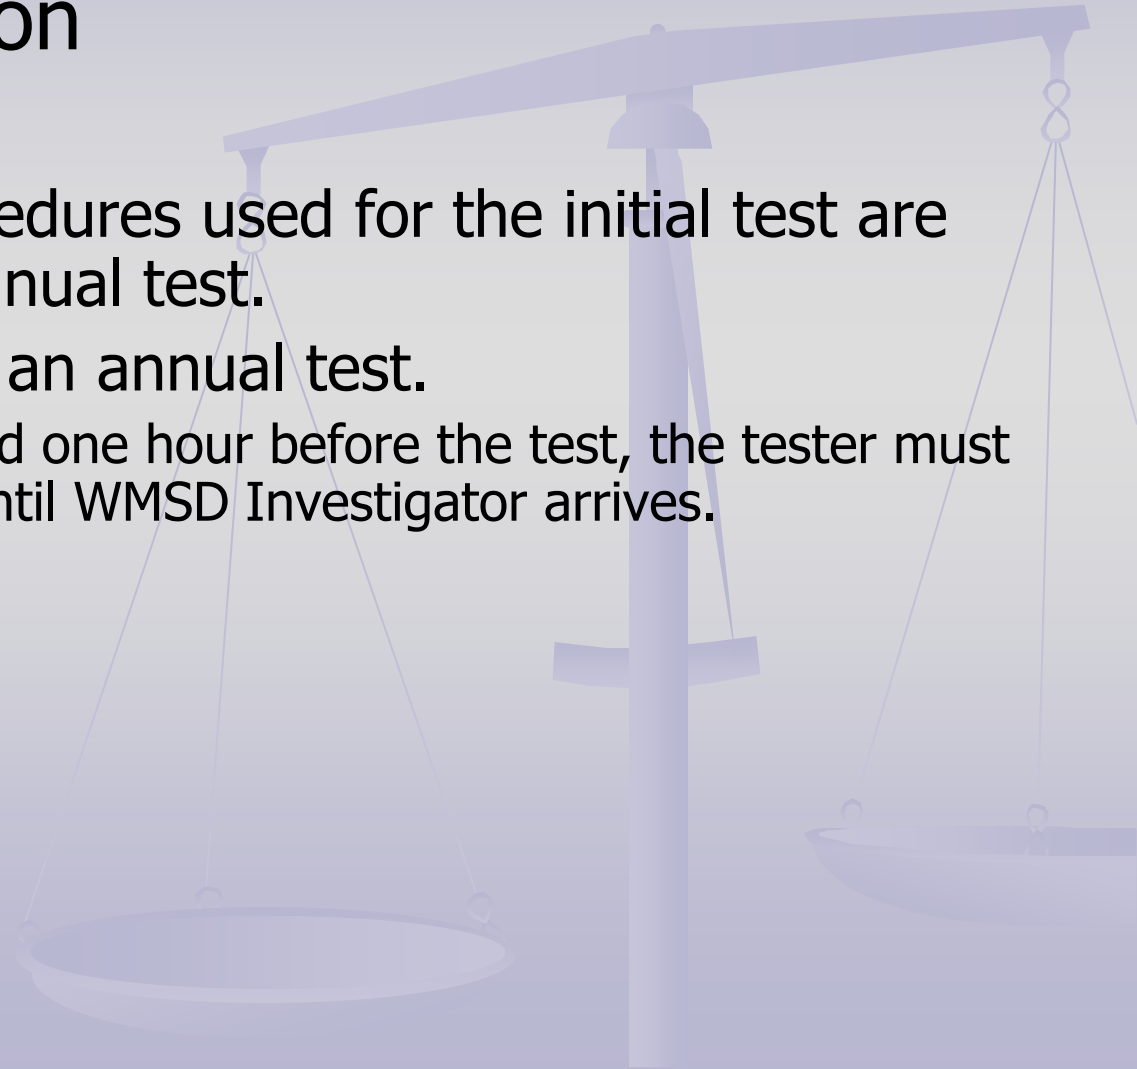 on
edures used for the initial test are
nual test.
an annual test.
d one hour before the test, the tester must
ntil WMSD Investigator arrives.